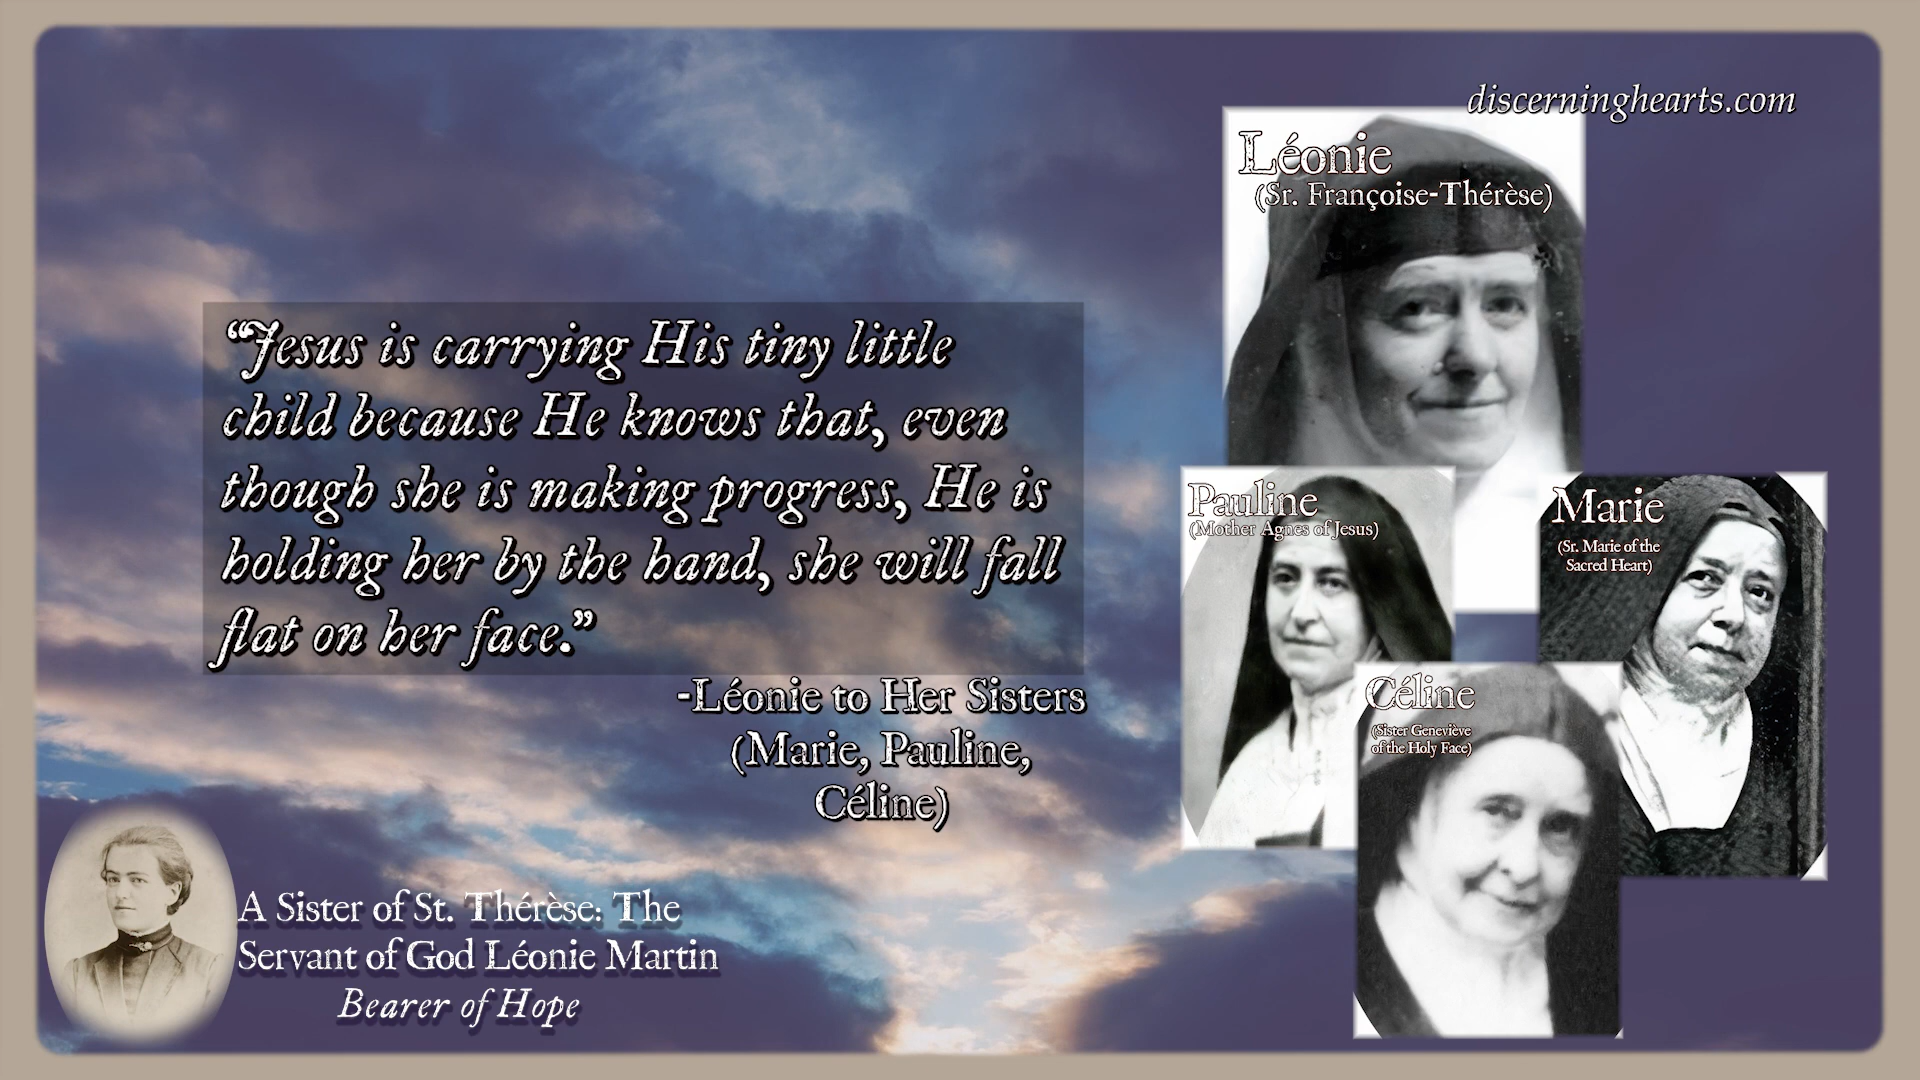 discerninghearts.com
Léonie
(Sr. Françoise-Thérèse)
“Jesus is carrying His tiny little
child because He knows that, even
though she is making progress, He is
holding her by the hand, she will fall
flat on her face.”
-Léonie to Her Sisters
(Marie, Pauline,
Céline)
Pauline
(Mother Agnes of Jesus)
Marie
(Sr. Marie of the
Sacred Heart)
Céline
(Sister Geneviève
of the Holy Face)
A Sister of St. Thérèse: The
Servant of God Léonie Martin
Bearer of Hope